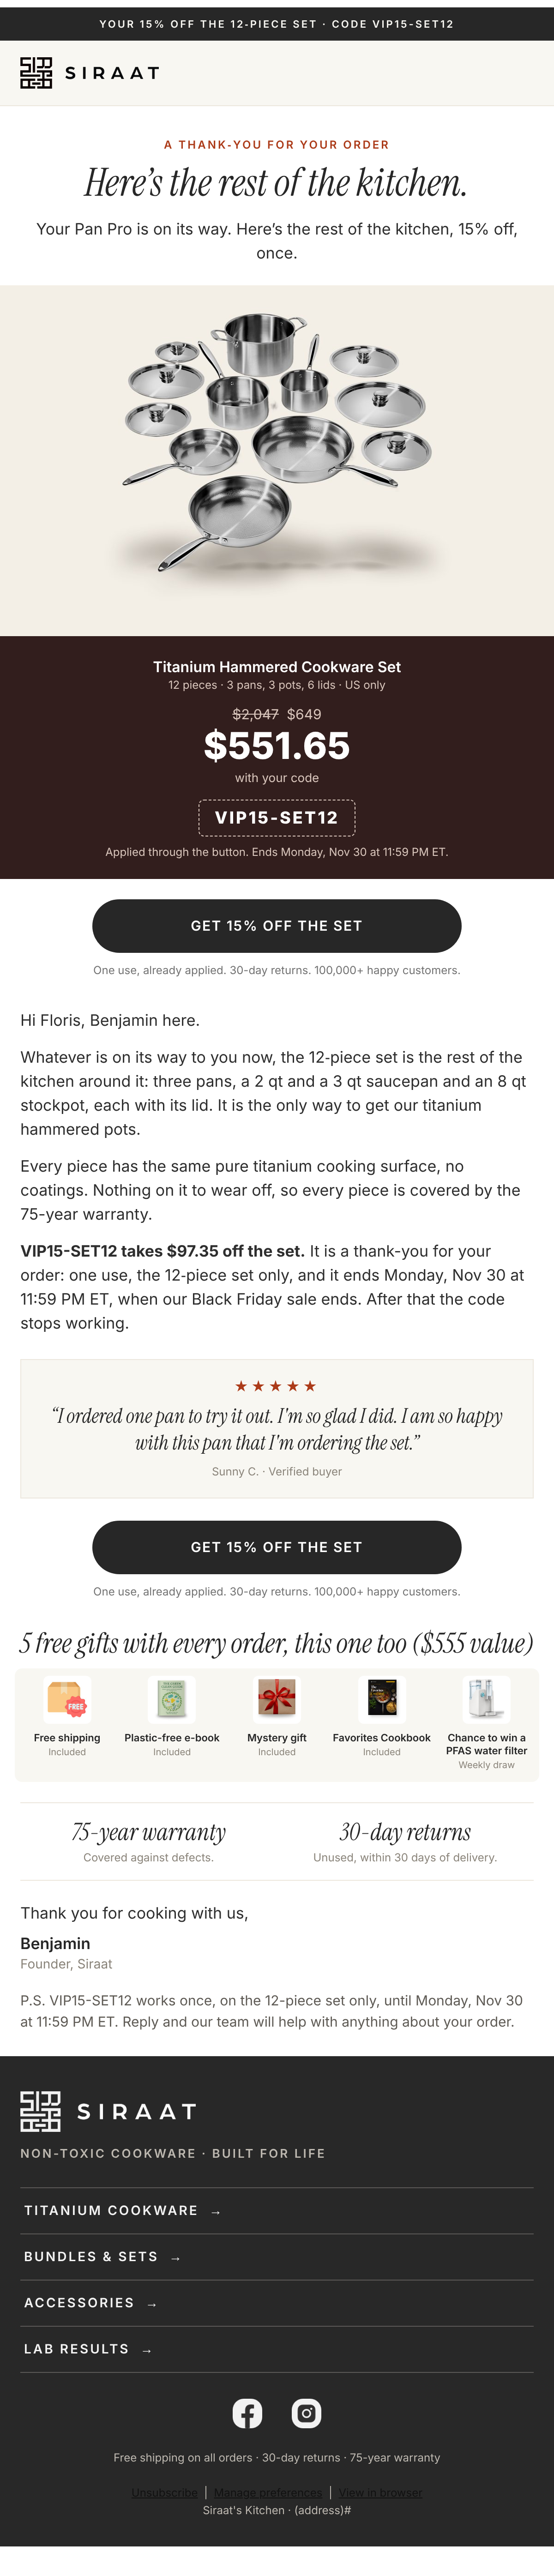 YOUR 15% OFF THE 12-PIECE SET · CODE VIP15-SET12
SIRAAT
A THANK-YOU FOR YOUR ORDER
Here’s the rest of the kitchen.
Your Pan Pro is on its way. Here’s the rest of the kitchen, 15% off,
once.
Titanium Hammered Cookware Set
12 pieces · 3 pans, 3 pots, 6 lids · US only
$2,047 $649
$551.65
with your code
VIP15-SET12
Applied through the button. Ends Monday, Nov 30 at 11:59 PM ET.
GET 15% OFF THE SET
One use, already applied. 30-day returns. 100,000+ happy customers.
Hi Floris, Benjamin here.
Whatever is on its way to you now, the 12-piece set is the rest of the
kitchen around it: three pans, a 2 qt and a 3 qt saucepan and an 8 qt
stockpot, each with its lid. It is the only way to get our titanium
hammered pots.
Every piece has the same pure titanium cooking surface, no
coatings. Nothing on it to wear off, so every piece is covered by the
75-year warranty.
VIP15-SET12 takes $97.35 off the set. It is a thank-you for your
order: one use, the 12-piece set only, and it ends Monday, Nov 30 at
11:59 PM ET, when our Black Friday sale ends. After that the code
stops working.
★★★★★
“I ordered one pan to try it out. I'm so glad I did. I am so happy
with this pan that I'm ordering the set.”
Sunny C. · Verified buyer
GET 15% OFF THE SET
One use, already applied. 30-day returns. 100,000+ happy customers.
5 free gifts with every order, this one too ($555 value)
FREE
Free shipping
Included
Plastic-free e-book
Included
Mystery gift
Included
Favorites Cookbook
Included
Chance to win a
PFAS water filter
Weekly draw
75-year warranty
Covered against defects.
30-day returns
Unused, within 30 days of delivery.
Thank you for cooking with us,
Benjamin
Founder, Siraat
P.S. VIP15-SET12 works once, on the 12-piece set only, until Monday, Nov 30
at 11:59 PM ET. Reply and our team will help with anything about your order.
SIRAAT
NON-TOXIC COOKWARE · BUILT FOR LIFE
TITANIUM COOKWARE →
BUNDLES & SETS →
ACCESSORIES →
LAB RESULTS →
Free shipping on all orders · 30-day returns · 75-year warranty
Unsubscribe | Manage preferences | View in browser
Siraat's Kitchen · (address)#